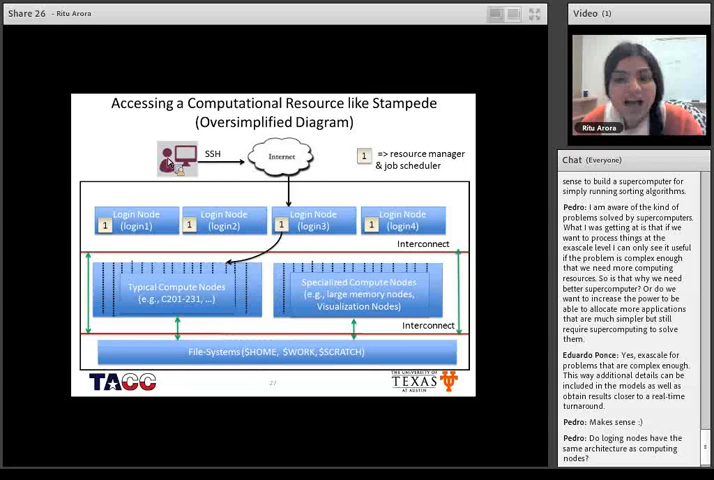 Share 26 - Ritu Arora
Accessing a Computational Resource like Stampede
(Oversimplified Diagram)
SSH
Internet
1 => resource manager
& job scheduler
Login Node
(login1)
1
Login Node
(login2)
1
Login Node
(login3)
1
Login Node
(login4)
1
Interconnect
Typical Compute Nodes
(e.g., C201-231, ...)
Specialized Compute Nodes
(e.g., large memory nodes,
Visualization Nodes)
Interconnect
File-Systems ($HOME, $WORK,$SCRATCH)
TACC
27
THE UNIVERSITY OF
TEXAS
AT AUSTIN
Video (1)
Ritu Arora
Chat (Everyone)
sense to build a supercomputer for
simply running sorting algorithms.
Pedro: I am aware of the kind of
problems solved by supercomputers.
What I was getting at is that if we
want to process things at the
exascale level I can only see it useful
if the problem is complex enough
that we need more computing
resources. So is that why we need
better supercomputer? Or do we
want to increase the power to be
able to allocate more applications
that are much simpler but still
require supercomputing to solve
them.
Eduardo Ponce: Yes, exascale for
problems that are complex enough.
This way additional details can be
included in the models as well as
obtain results closer to a real-time
turnaround.
Pedro: Makes sense :)
Pedro: Do loging nodes have the
same architecture as computing
nodes?